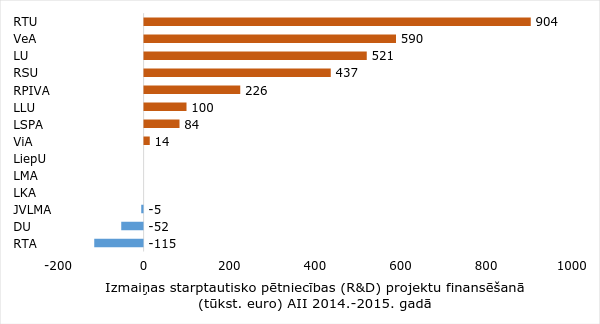 RTU 904
VeA 590
LU 521
RSU 437
RPIVA 226
LLU 100
LSPA 84
ViA 14
LiepU
LMA
LKA
JVLMA -5
DU -52
RTA -115
-200 0 200 400 600 800 1000
Izmaiņas starptautisko pētniecības (R&D) projektu finansēšanā
(tūkst. euro) AII 2014.-2015. gadā